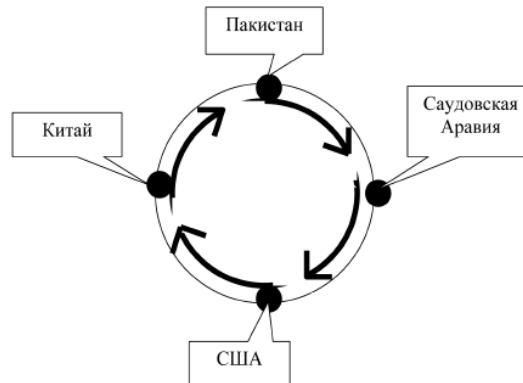 Пакистан
Саудовская
Аравия
Китай
США